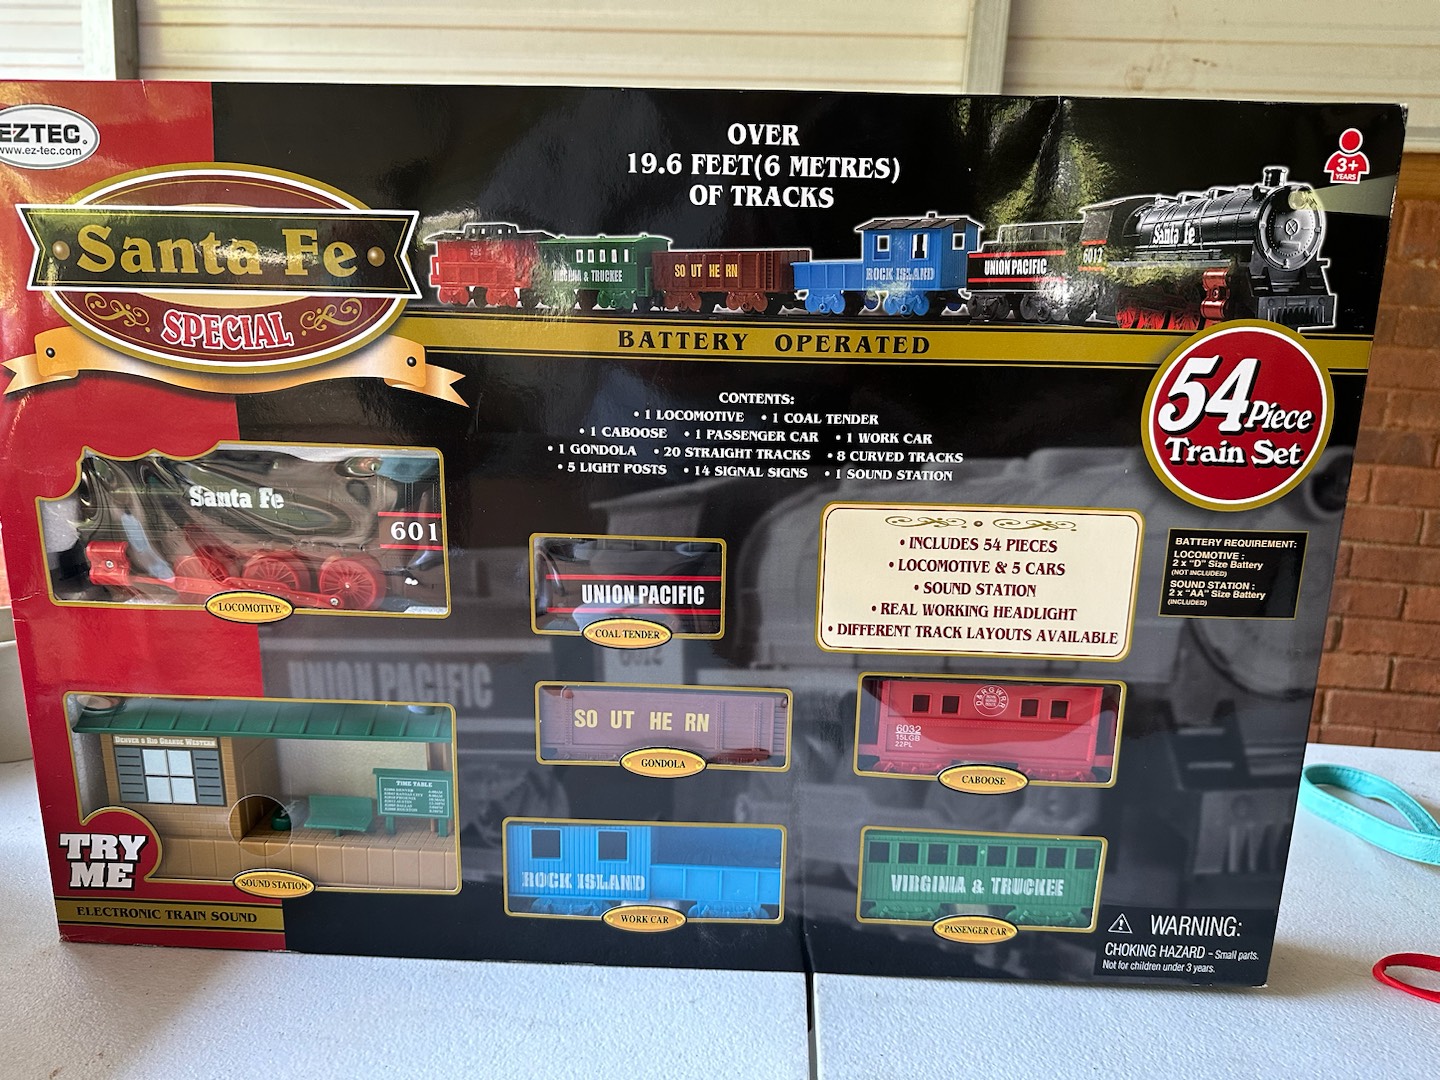 EZTEC®
www.ez-tec.com
Santa Fe
SPECIAL
OVER
19.6 FEET(6 METRES)
OF TRACKS
3+
YEARS
& TRUCKEE
SO UT HE RN
ROCK ISLAND
UNION PACIFIC
6017
Santa Fe
BATTERY OPERATED
54 Piece
Train Set
CONTENTS:
• 1 LOCOMOTIVE • 1 COAL TENDER
• 1 CABOOSE • 1 PASSENGER CAR • 1 WORK CAR
• 1 GONDOLA • 20 STRAIGHT TRACKS • 8 CURVED TRACKS
• 5 LIGHT POSTS • 14 SIGNAL SIGNS • 1 SOUND STATION
Santa Fe
601
LOCOMOTIVE
UNION PACIFIC
COAL TENDER
• INCLUDES 54 PIECES
• LOCOMOTIVE & 5 CARS
• SOUND STATION
• REAL WORKING HEADLIGHT
• DIFFERENT TRACK LAYOUTS AVAILABLE
BATTERY REQUIREMENT:
LOCOMOTIVE :
2 x "D" Size Battery
(NOT INCLUDED)
SOUND STATION :
2 x "AA" Size Battery
(INCLUDED)
UNION PACIFIC
SO UT HE RN
GONDOLA
6032
15LGB
22PL
CABOOSE
DENVER & RIO GRANDE WESTERN
TIME TABLE
TRY
ME
SOUND STATION
ELECTRONIC TRAIN SOUND
ROCK ISLAND
WORK CAR
VIRGINIA & TRUCKEE
PASSENGER CAR
WARNING:
CHOKING HAZARD - Small parts.
Not for children under 3 years.